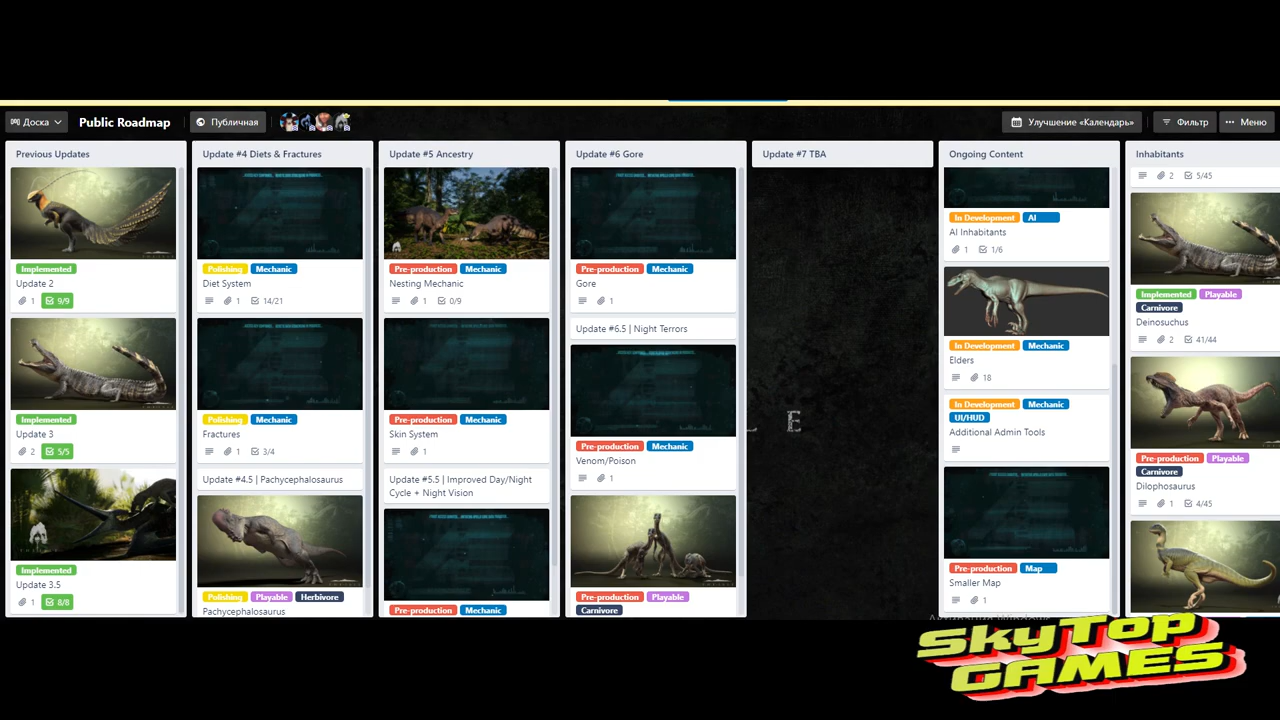 Доска
Public Roadmap
Публичная
Улучшение «Календарь»
Фильтр
Меню
Previous Updates
Implemented
Update 2
1
9/9
Implemented
Update 3
2
5/5
Implemented
Update 3.5
1
8/8
Update #4 Diets & Fractures
Polishing Mechanic
Diet System
1
14/21
Polishing Mechanic
Fractures
1
3/4
Update #4.5 | Pachycephalosaurus
Polishing Playable Herbivore
Pachycephalosaurus
Update #5 Ancestry
Pre-production Mechanic
Nesting Mechanic
1
0/9
Pre-production Mechanic
Skin System
1
Update #5.5 | Improved Day/Night
Cycle + Night Vision
Pre-production Mechanic
Update #6 Gore
Pre-production Mechanic
Gore
1
Update #6.5 | Night Terrors
Pre-production Mechanic
Venom/Poison
1
Pre-production Playable
Carnivore
Update #7 TBA
L E
Ongoing Content
In Development AI
AI Inhabitants
1
1/6
In Development Mechanic
Elders
18
In Development Mechanic
UI/HUD
Additional Admin Tools
Pre-production Map
Smaller Map
1
Inhabitants
2
5/45
Implemented Playable
Carnivore
Deinosuchus
2
41/44
Pre-production Playable
Carnivore
Dilophosaurus
1
4/45
Активация Windows
SkyTop
GAMES